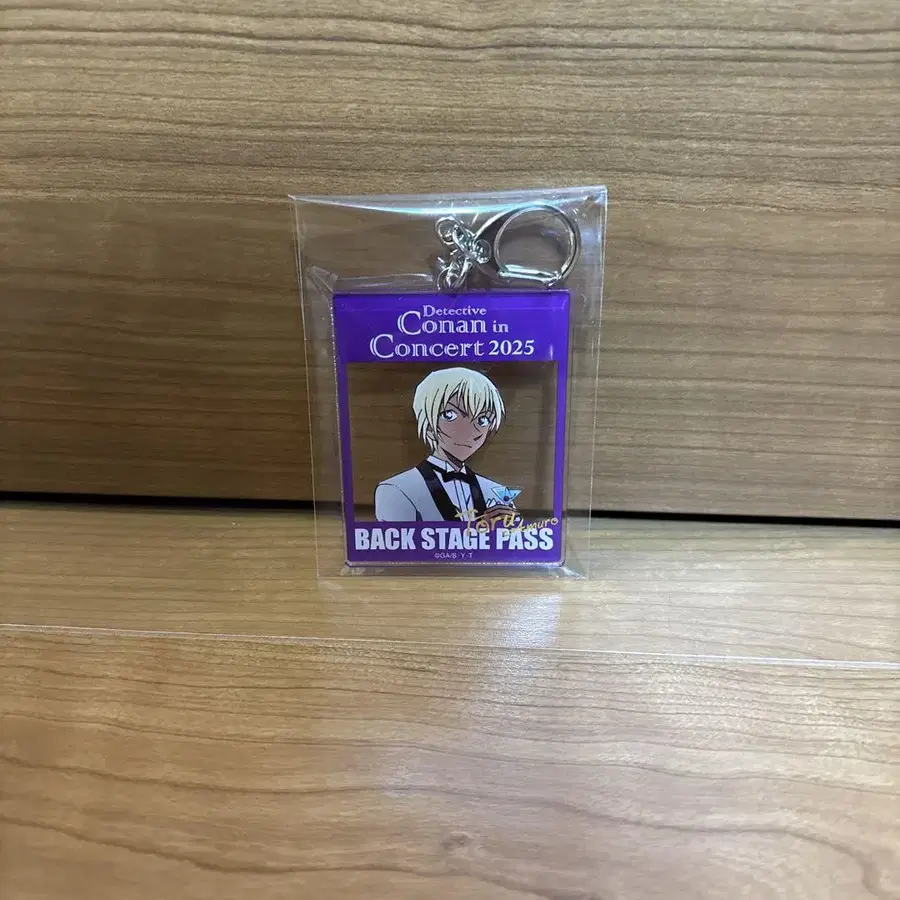 Detective
Conan in
Concert 2025
Toru Amuro
BACK STAGE PASS
©GA/S･Y･T